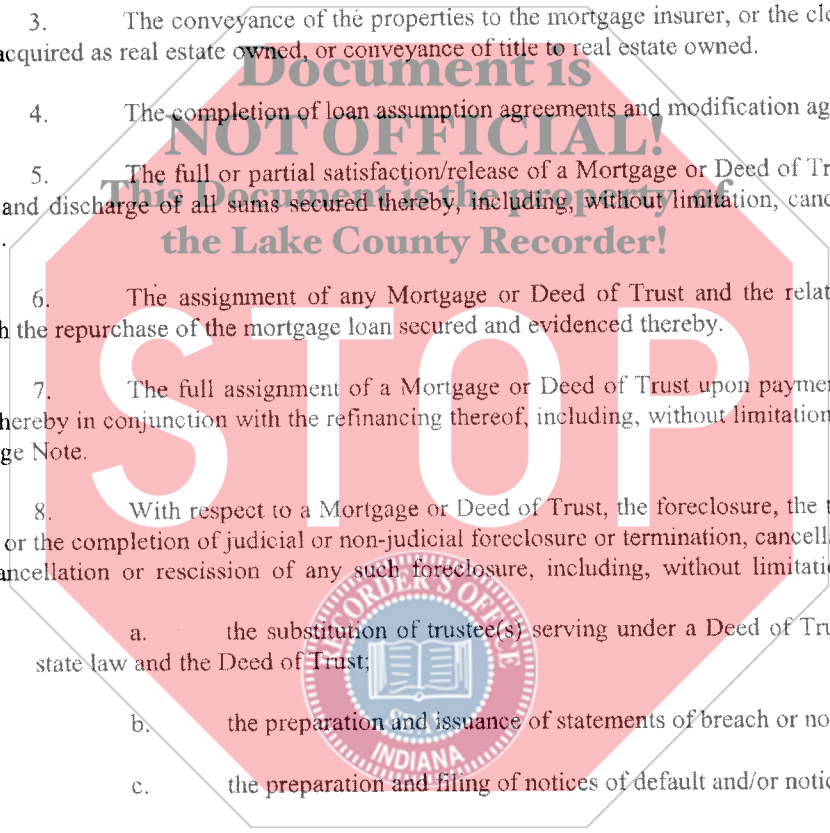 3. The conveyance of the properties to the mortgage insurer, or the clo
acquired as real estate owned, or conveyance of title to real estate owned.
Document is
4. The completion of loan assumption agreements and modification ag
NOT OFFICIAL!
5. The full or partial satisfaction/release of a Mortgage or Deed of Tr
This Document is the property of
and discharge of all sums secured thereby, including, without limitation, canc
the Lake County Recorder!
6. The assignment of any Mortgage or Deed of Trust and the relat
h the repurchase of the mortgage loan secured and evidenced thereby.
STOP
7. The full assignment of a Mortgage or Deed of Trust upon paymen
hereby in conjunction with the refinancing thereof, including, without limitation
ge Note.
8. With respect to a Mortgage or Deed of Trust, the foreclosure, the t
or the completion of judicial or non-judicial foreclosure or termination, cancell
ancellation or rescission of any such foreclosure, including, without limitati
RECORDER'S OFFICE
a. the substitution of trustee(s) serving under a Deed of Tru
state law and the Deed of Trust;
b. the preparation and issuance of statements of breach or no
INDIANA
c. the preparation and filing of notices of default and/or notic